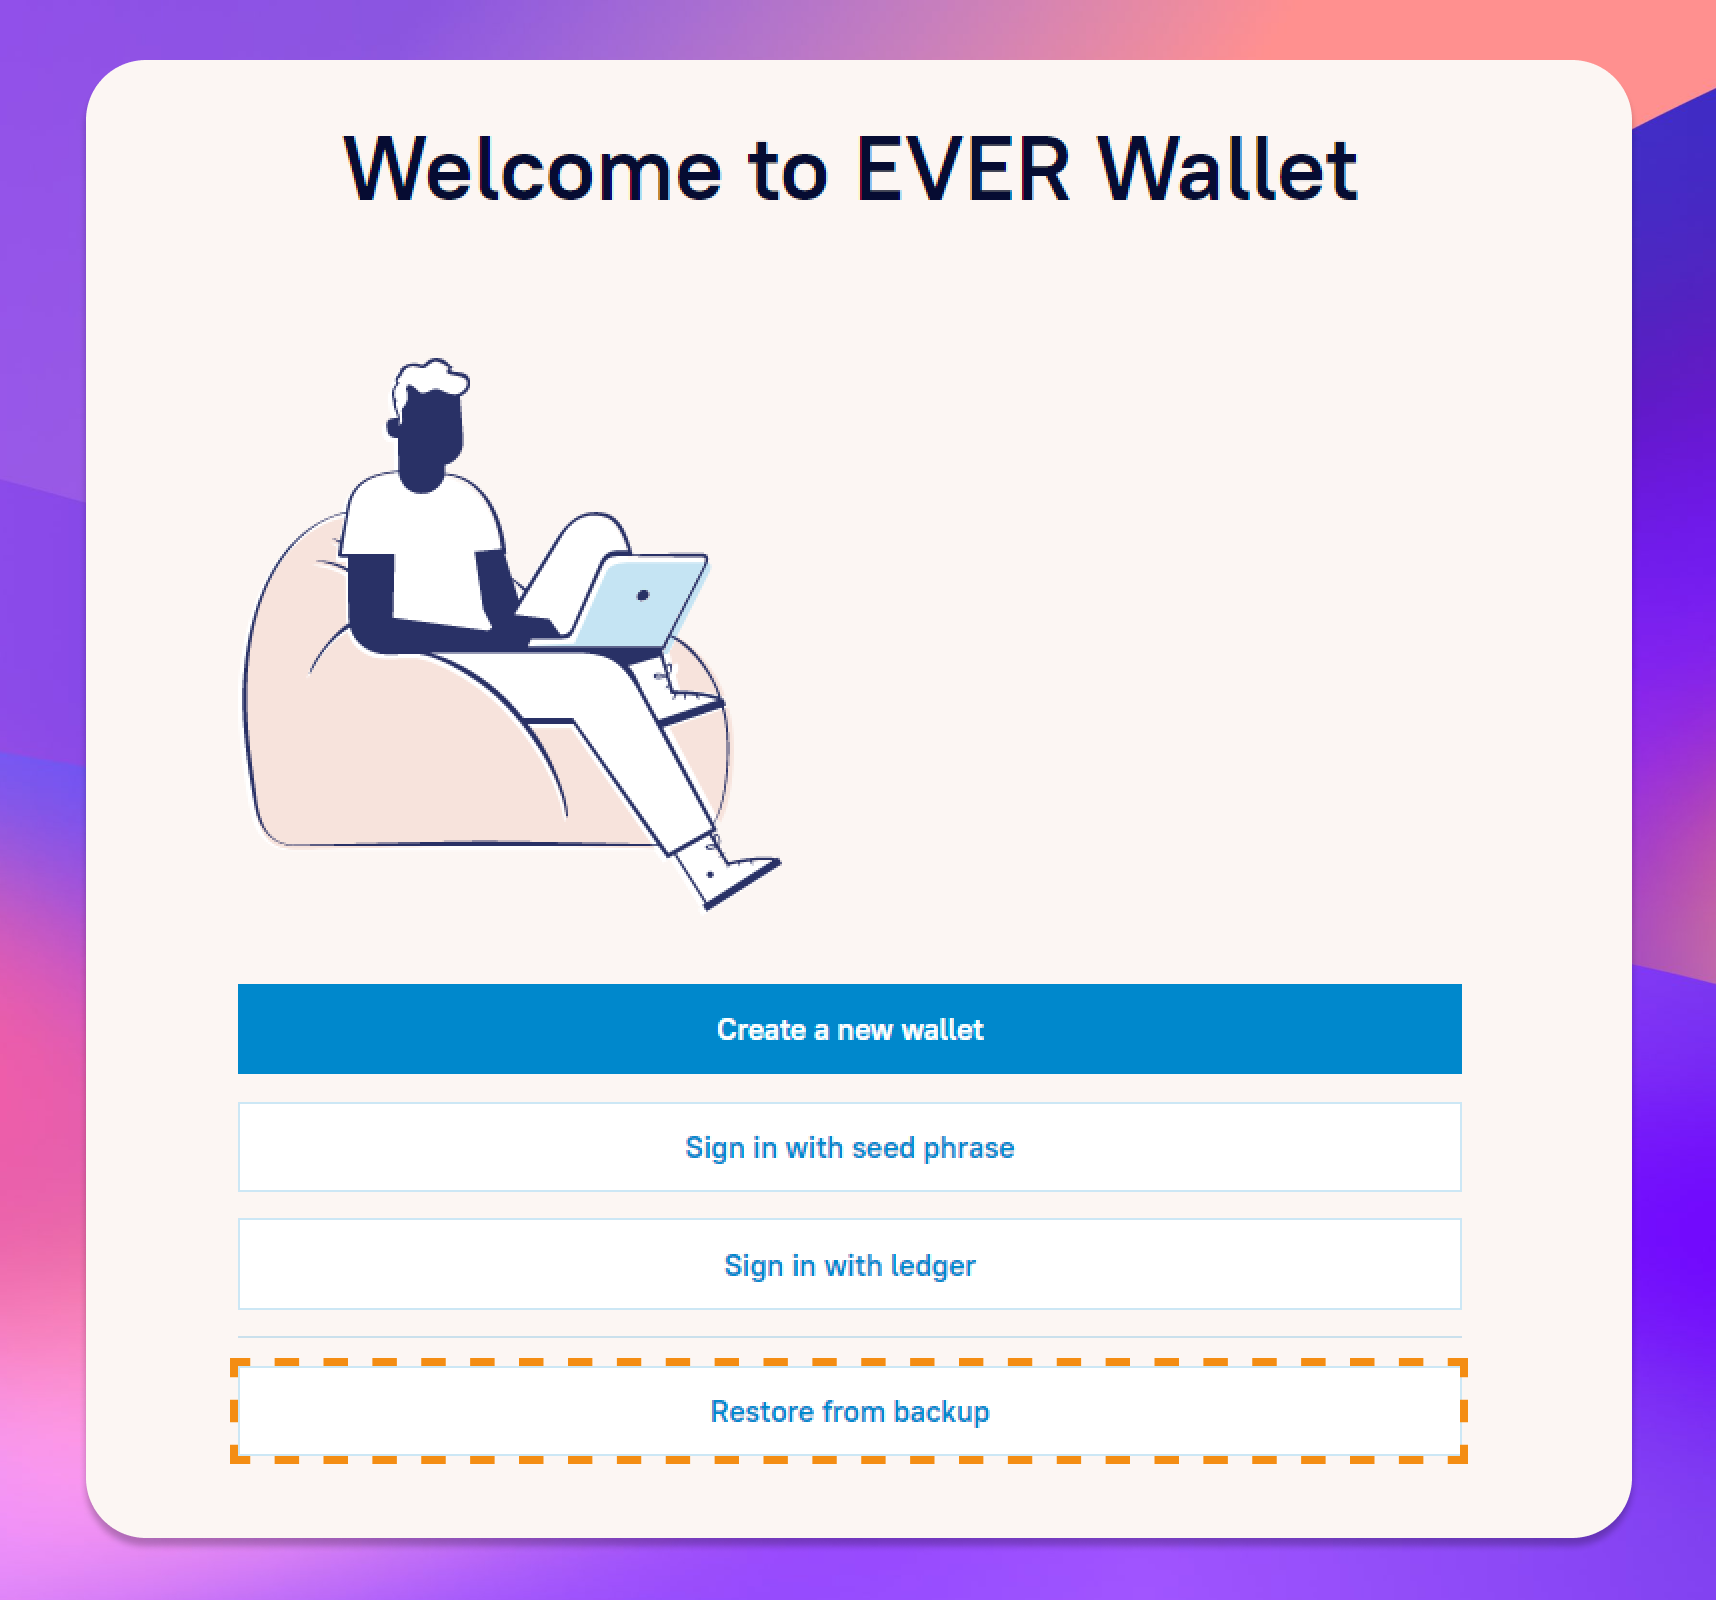 Welcome to EVER Wallet
Create a new wallet
Sign in with seed phrase
Sign in with ledger
Restore from backup